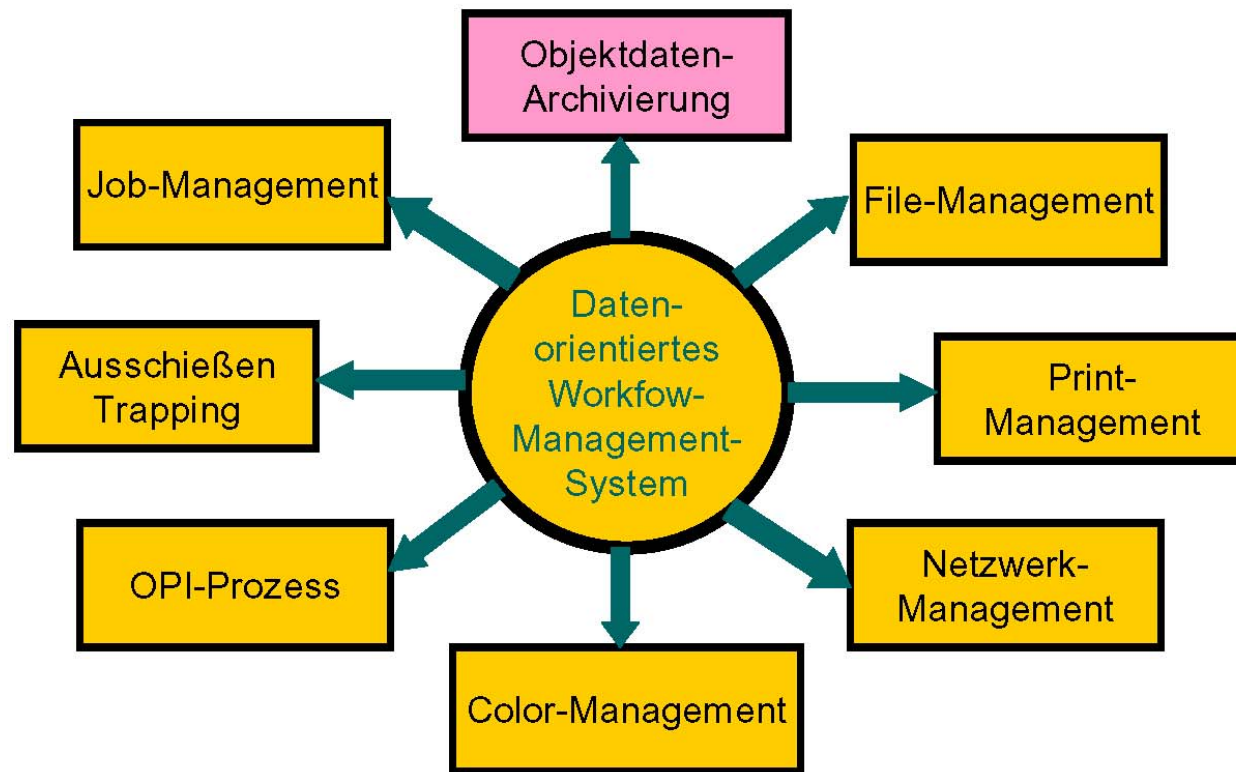 Objektdaten-
Archivierung
Job-Management
File-Management
Daten-
orientiertes
Workfow-
Management-
System
Ausschießen
Trapping
Print-
Management
OPI-Prozess
Netzwerk-
Management
Color-Management